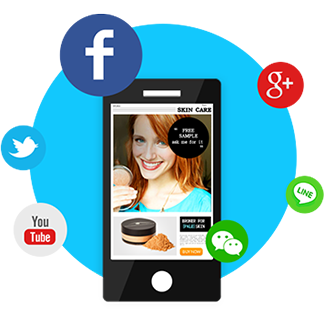 f
g+
SKIN CARE
FREE
SAMPLE
ask me for it
LINE
You
Tube
BRONZE FOR
[PALE]SKIN
BUY NOW